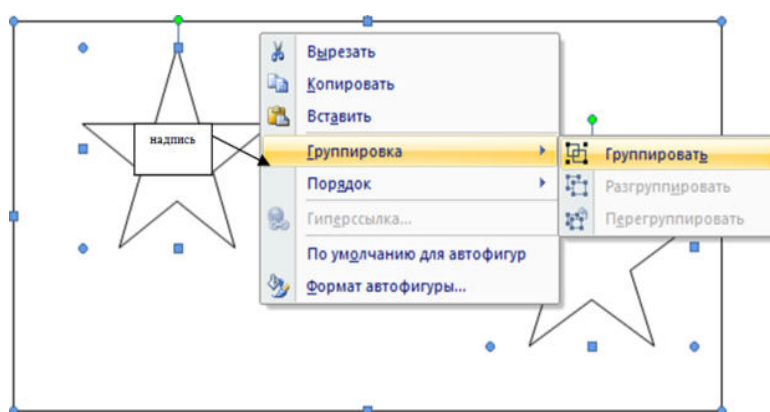 надпись
Вырезать
Копировать
Вставить
Группировка
Порядок
Гиперссылка...
По умолчанию для автофигур
Формат автофигуры...
Группировать
Разгруппировать
Перегруппировать